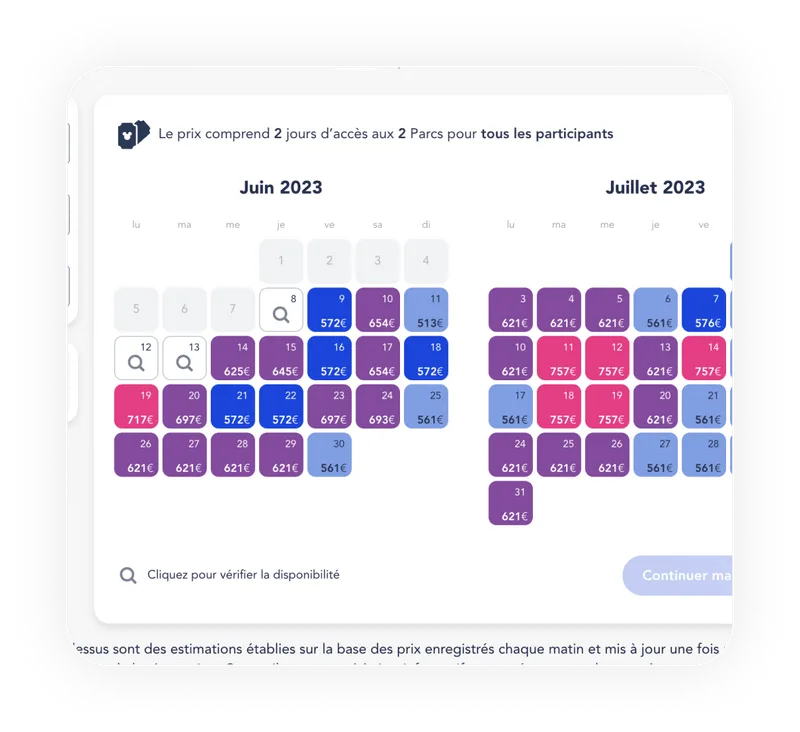 Le prix comprend 2 jours d’accès aux 2 Parcs pour tous les participants
Juin 2023
lu ma me je ve sa di
1 2 3 4
5 6 7 8 9 10 11
572€ 654€ 513€
12 13 14 15 16 17 18
625€ 645€ 572€ 654€ 572€
19 20 21 22 23 24 25
717€ 697€ 572€ 572€ 697€ 693€ 561€
26 27 28 29 30
621€ 621€ 621€ 621€ 561€
Juillet 2023
lu ma me je ve
3 4 5 6 7
621€ 621€ 621€ 561€ 576€
10 11 12 13 14
621€ 757€ 757€ 621€ 757€
17 18 19 20 21
561€ 757€ 757€ 621€ 561€
24 25 26 27 28
621€ 621€ 621€ 561€ 561€
31
621€
Cliquez pour vérifier la disponibilité
Continuer ma
sont des estimations établies sur la base des prix enregistrés chaque matin et mis à jour une fois